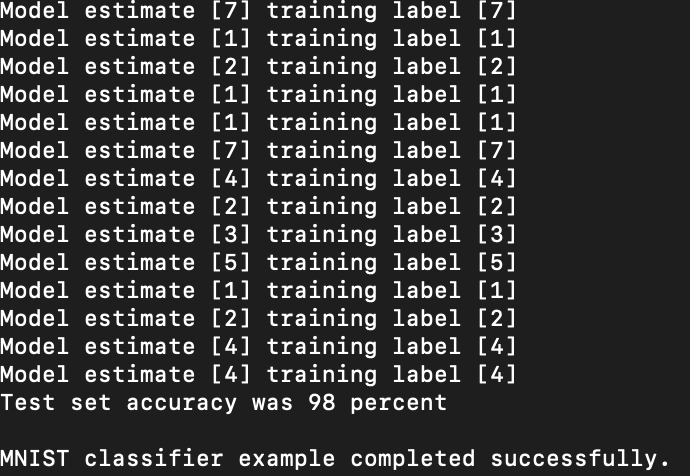 Model estimate [7] training label [7]
Model estimate [1] training label [1]
Model estimate [2] training label [2]
Model estimate [1] training label [1]
Model estimate [1] training label [1]
Model estimate [7] training label [7]
Model estimate [4] training label [4]
Model estimate [2] training label [2]
Model estimate [3] training label [3]
Model estimate [5] training label [5]
Model estimate [1] training label [1]
Model estimate [2] training label [2]
Model estimate [4] training label [4]
Model estimate [4] training label [4]
Test set accuracy was 98 percent
MNIST classifier example completed successfully.